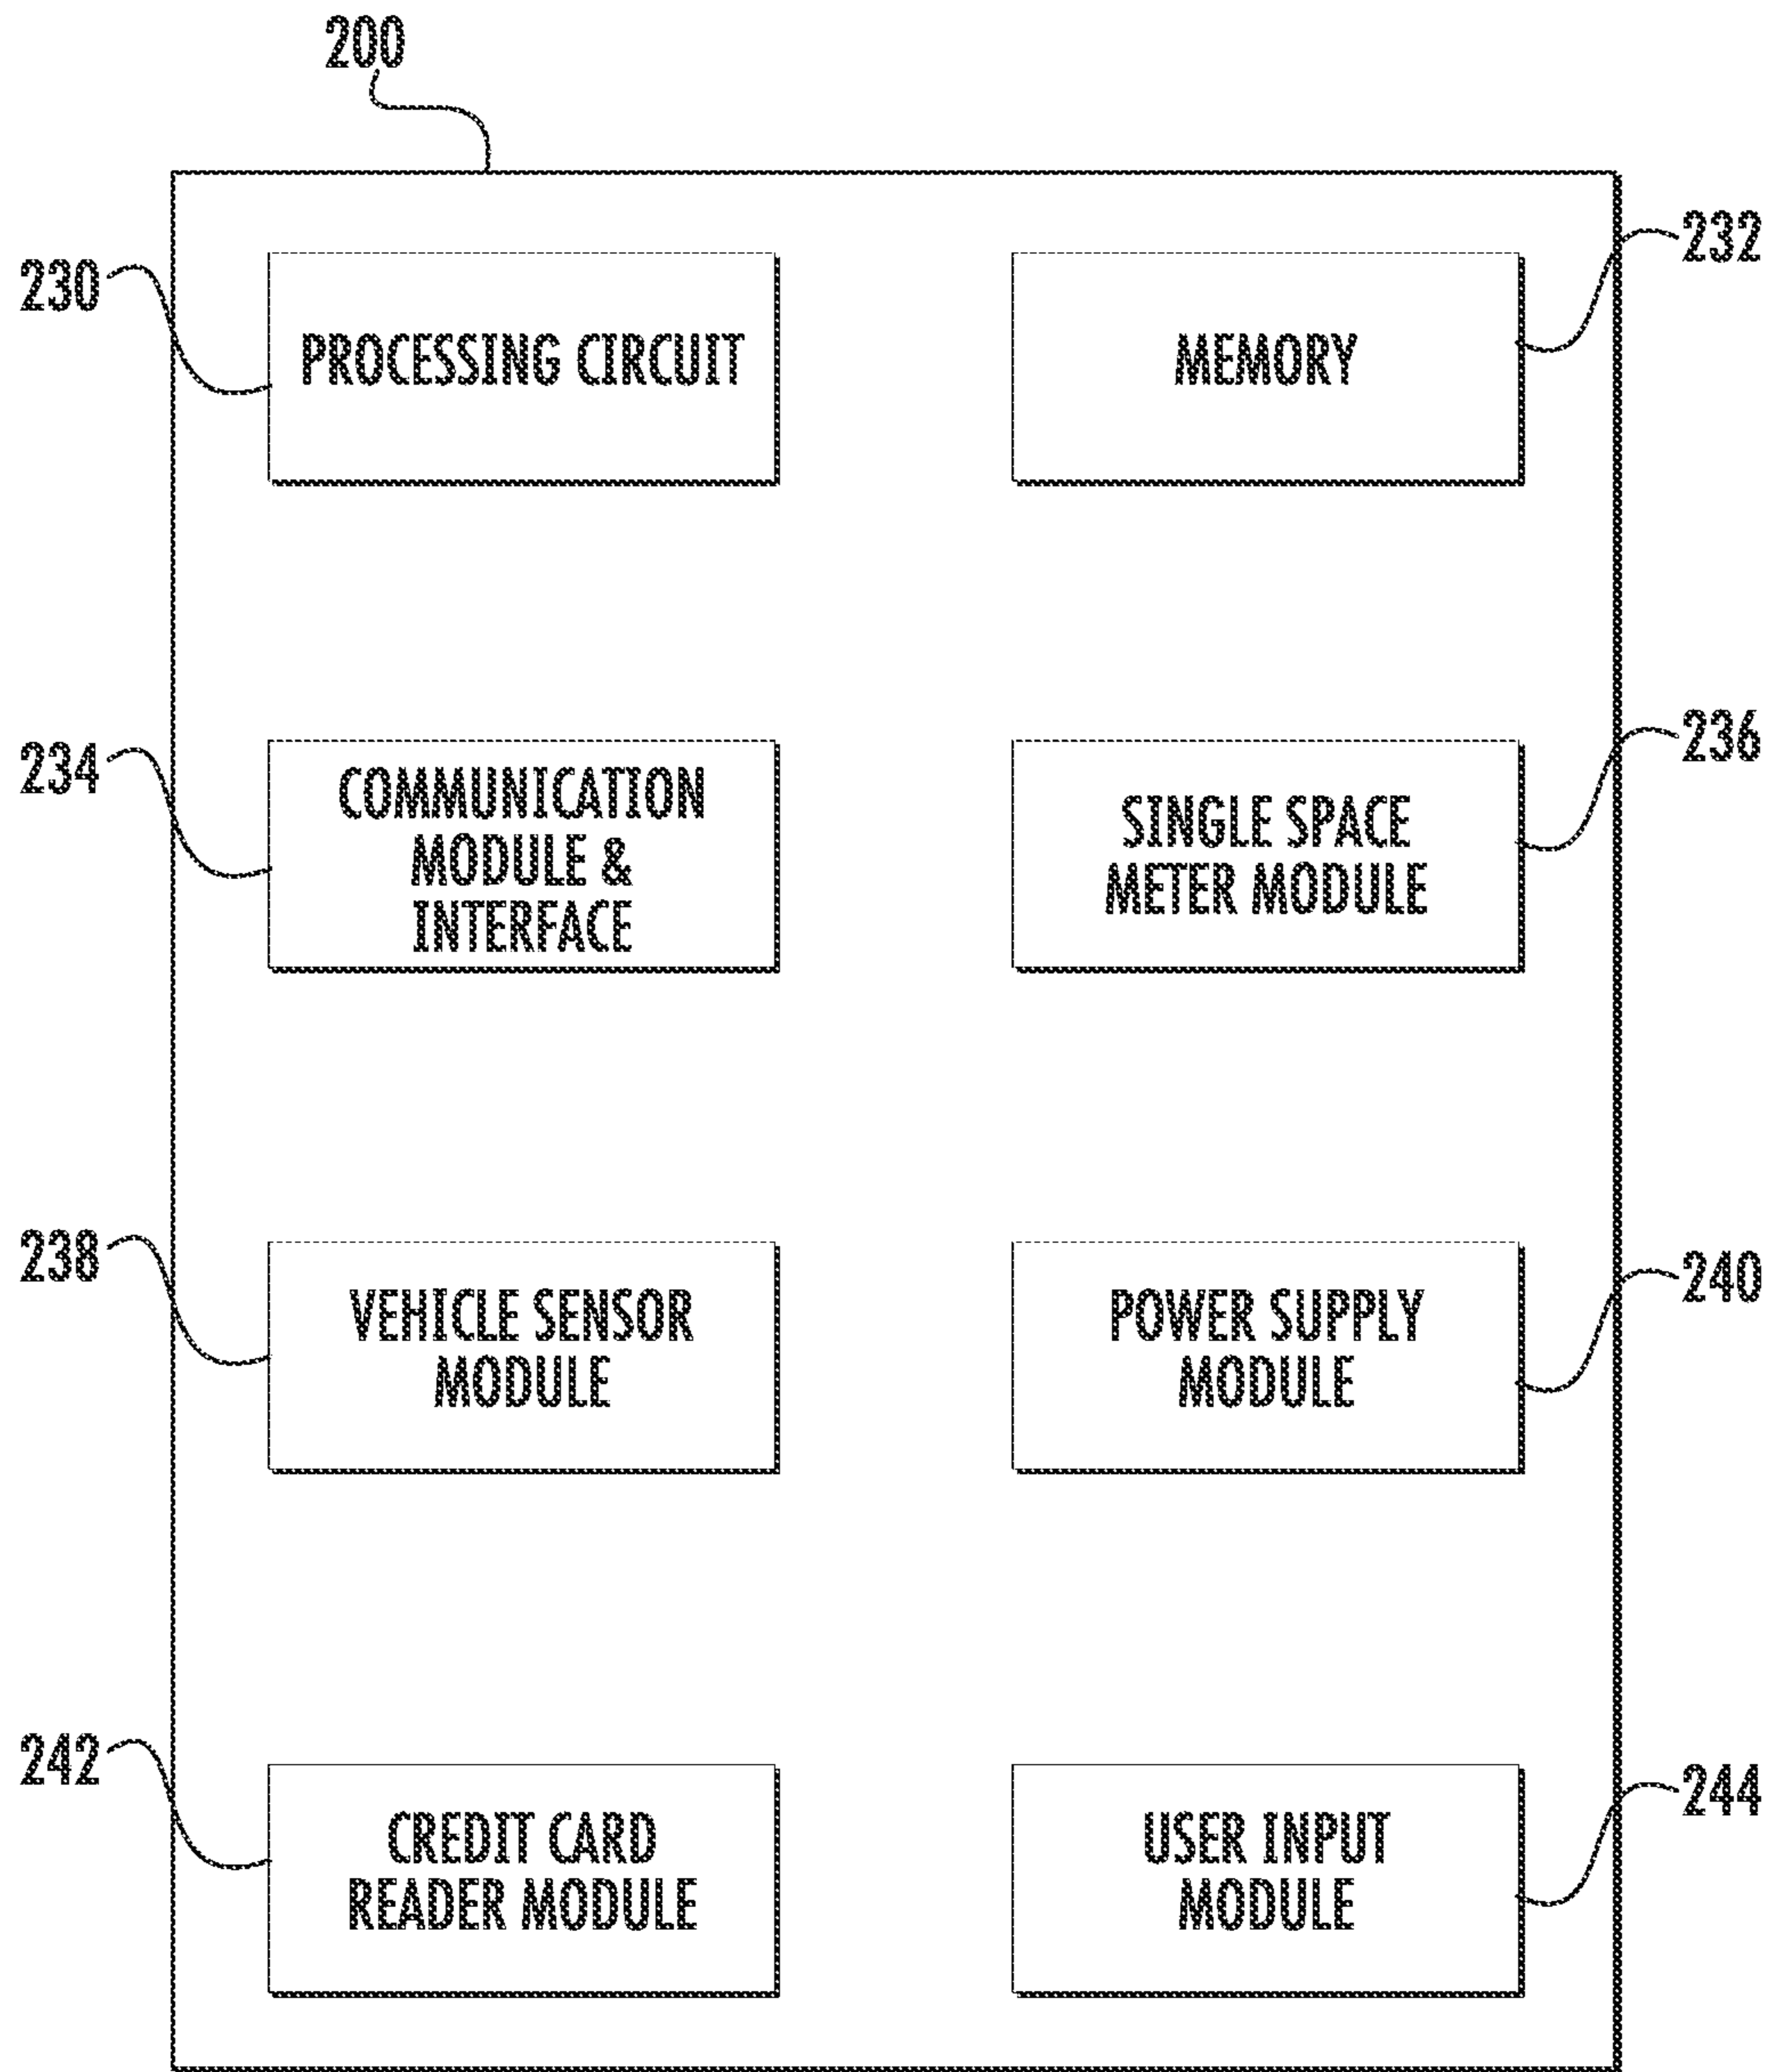 200
230
PROCESSING CIRCUIT
MEMORY
232
234
COMMUNICATION
MODULE &
INTERFACE
SINGLE SPACE
METER MODULE
236
238
VEHICLE SENSOR
MODULE
POWER SUPPLY
MODULE
240
242
CREDIT CARD
READER MODULE
USER INPUT
MODULE
244